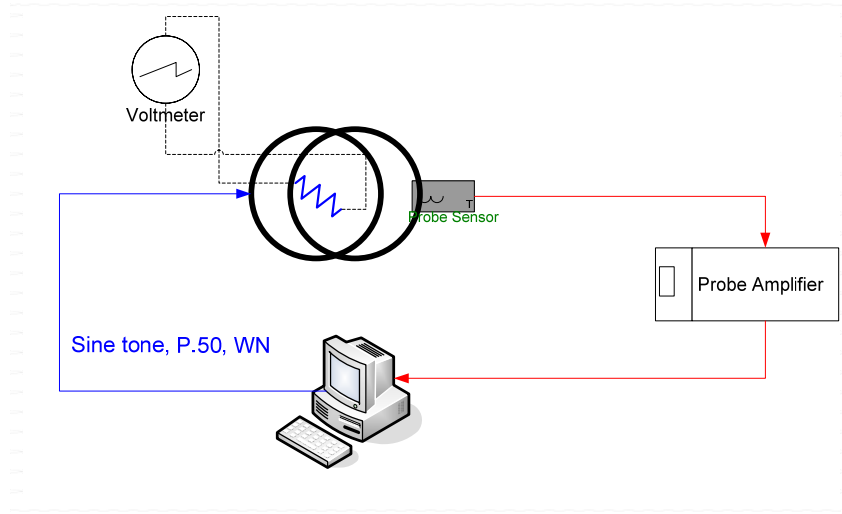 Voltmeter
T
Probe Sensor
Probe Amplifier
Sine tone, P.50, WN